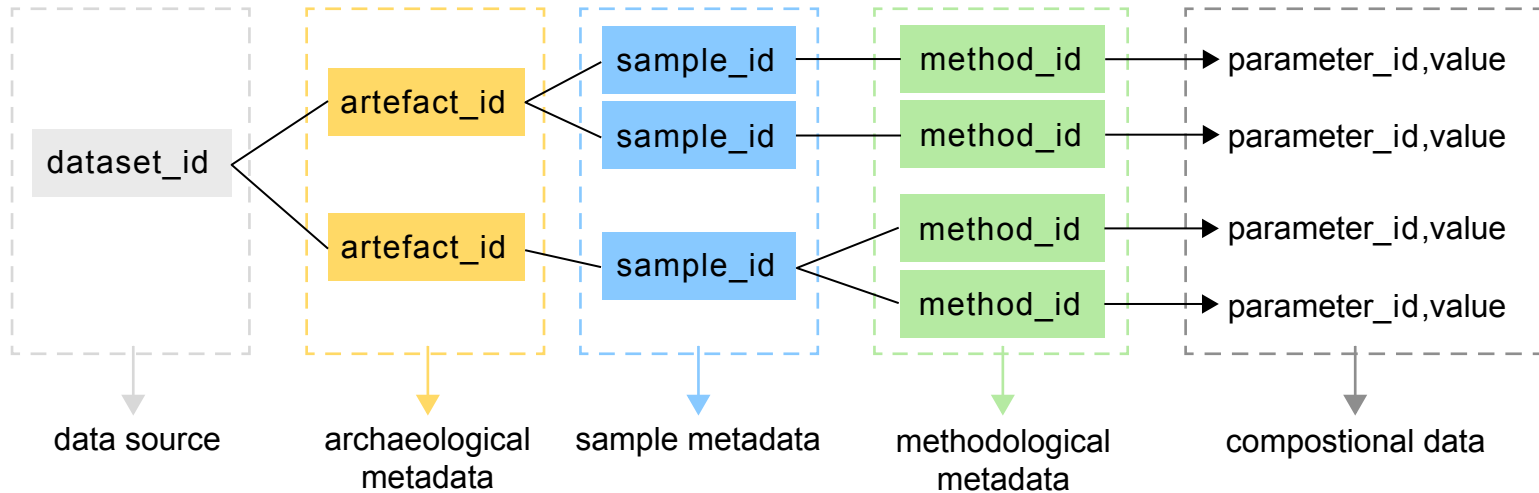 dataset_id
artefact_id
artefact_id
sample_id
sample_id
sample_id
method_id
method_id
method_id
method_id
parameter_id,value
parameter_id,value
parameter_id,value
parameter_id,value
data source
archaeological
metadata
sample metadata
methodological
metadata
compostional data